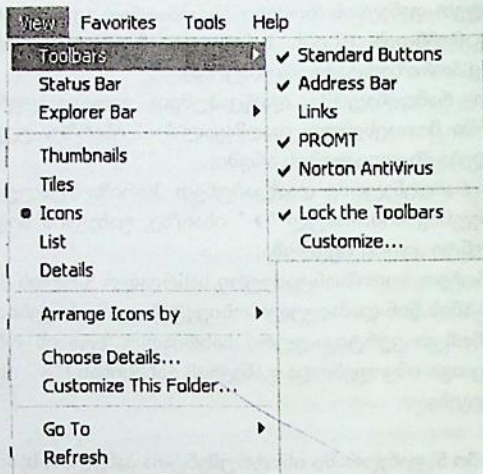 View Favorites Tools Help
Toolbars
Status Bar
Explorer Bar
Thumbnails
Tiles
Icons
List
Details
Arrange Icons by
Choose Details...
Customize This Folder...
Go To
Refresh
Standard Buttons
Address Bar
Links
PROMT
Norton AntiVirus
Lock the Toolbars
Customize...